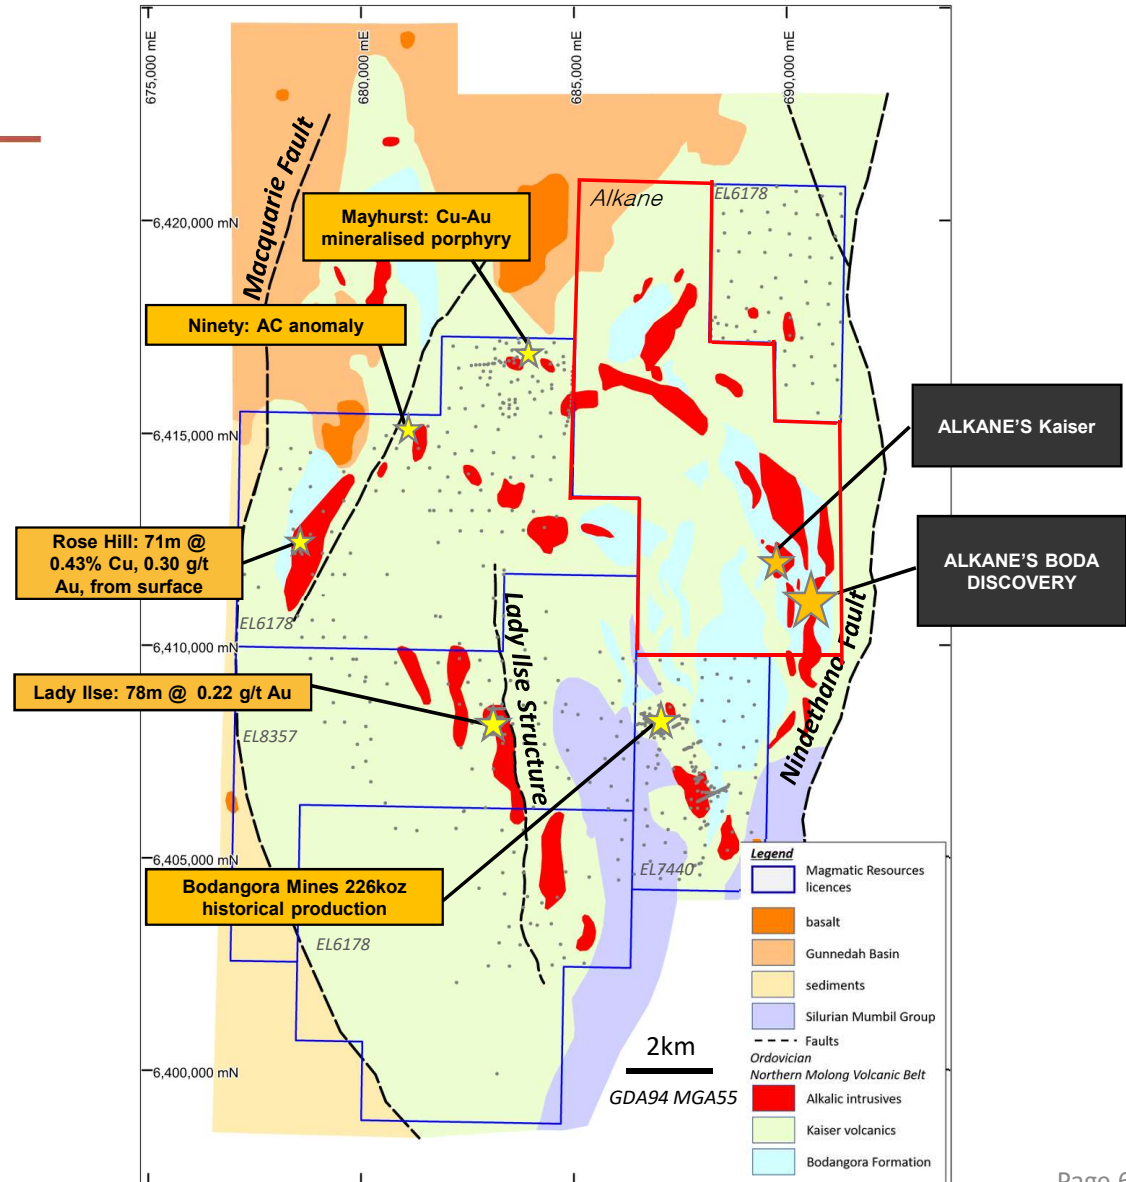 675,000 mE
680,000 mE
685,000 mE
690,000 mE
6,420,000 mN
6,415,000 mN
6,410,000 mN
6,405,000 mN
6,400,000 mN
Macquarie Fault
Mayhurst: Cu-Au
mineralised porphyry
Alkane
EL6178
Ninety: AC anomaly
ALKANE'S Kaiser
Rose Hill: 71m @
0.43% Cu, 0.30 g/t
Au, from surface
ALKANE'S BODA
DISCOVERY
EL6178
Lady Ilse Structure
Nindethana Fault
Lady Ilse: 78m @ 0.22 g/t Au
EL8357
Bodangora Mines 226koz
historical production
EL7440
EL6178
2km
GDA94 MGA55
Legend
Magmatic Resources
licences
basalt
Gunnedah Basin
sediments
Silurian Mumbil Group
Faults
Ordovician
Northern Molong Volcanic Belt
Alkalic intrusives
Kaiser volcanics
Bodangora Formation
Page 6